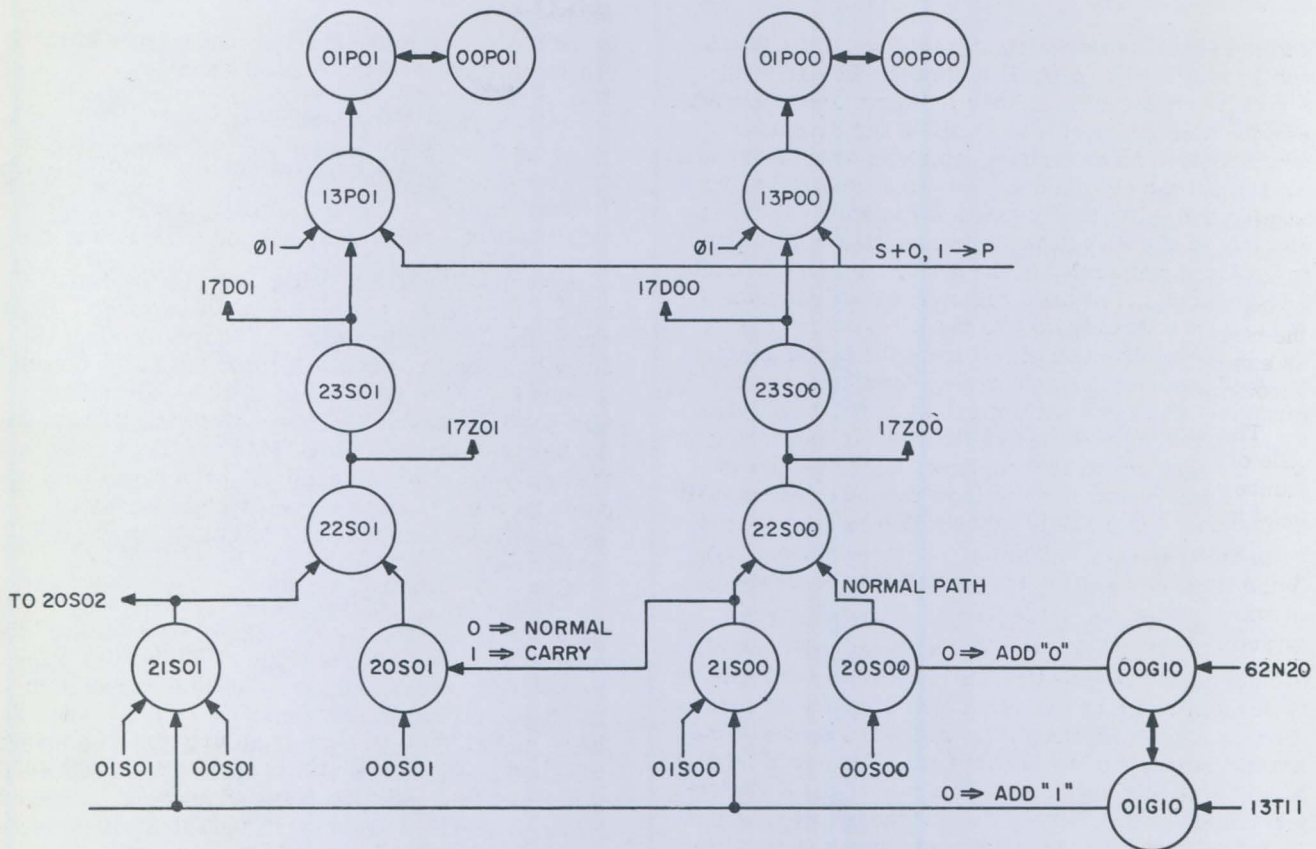 01P01
00P01
01P00
00P00
13P01
13P00
Ø1
Ø1
S+0, 1 → P
17D01
17D00
23S01
23S00
17Z01
17Z00
22S01
22S00
NORMAL PATH
TO 20S02
0 ⇒ NORMAL
1 ⇒ CARRY
21S01
20S01
21S00
20S00
0 ⇒ ADD "0"
00G10
62N20
01S01
00S01
00S01
01S00
00S00
0 ⇒ ADD "1"
01G10
13T11